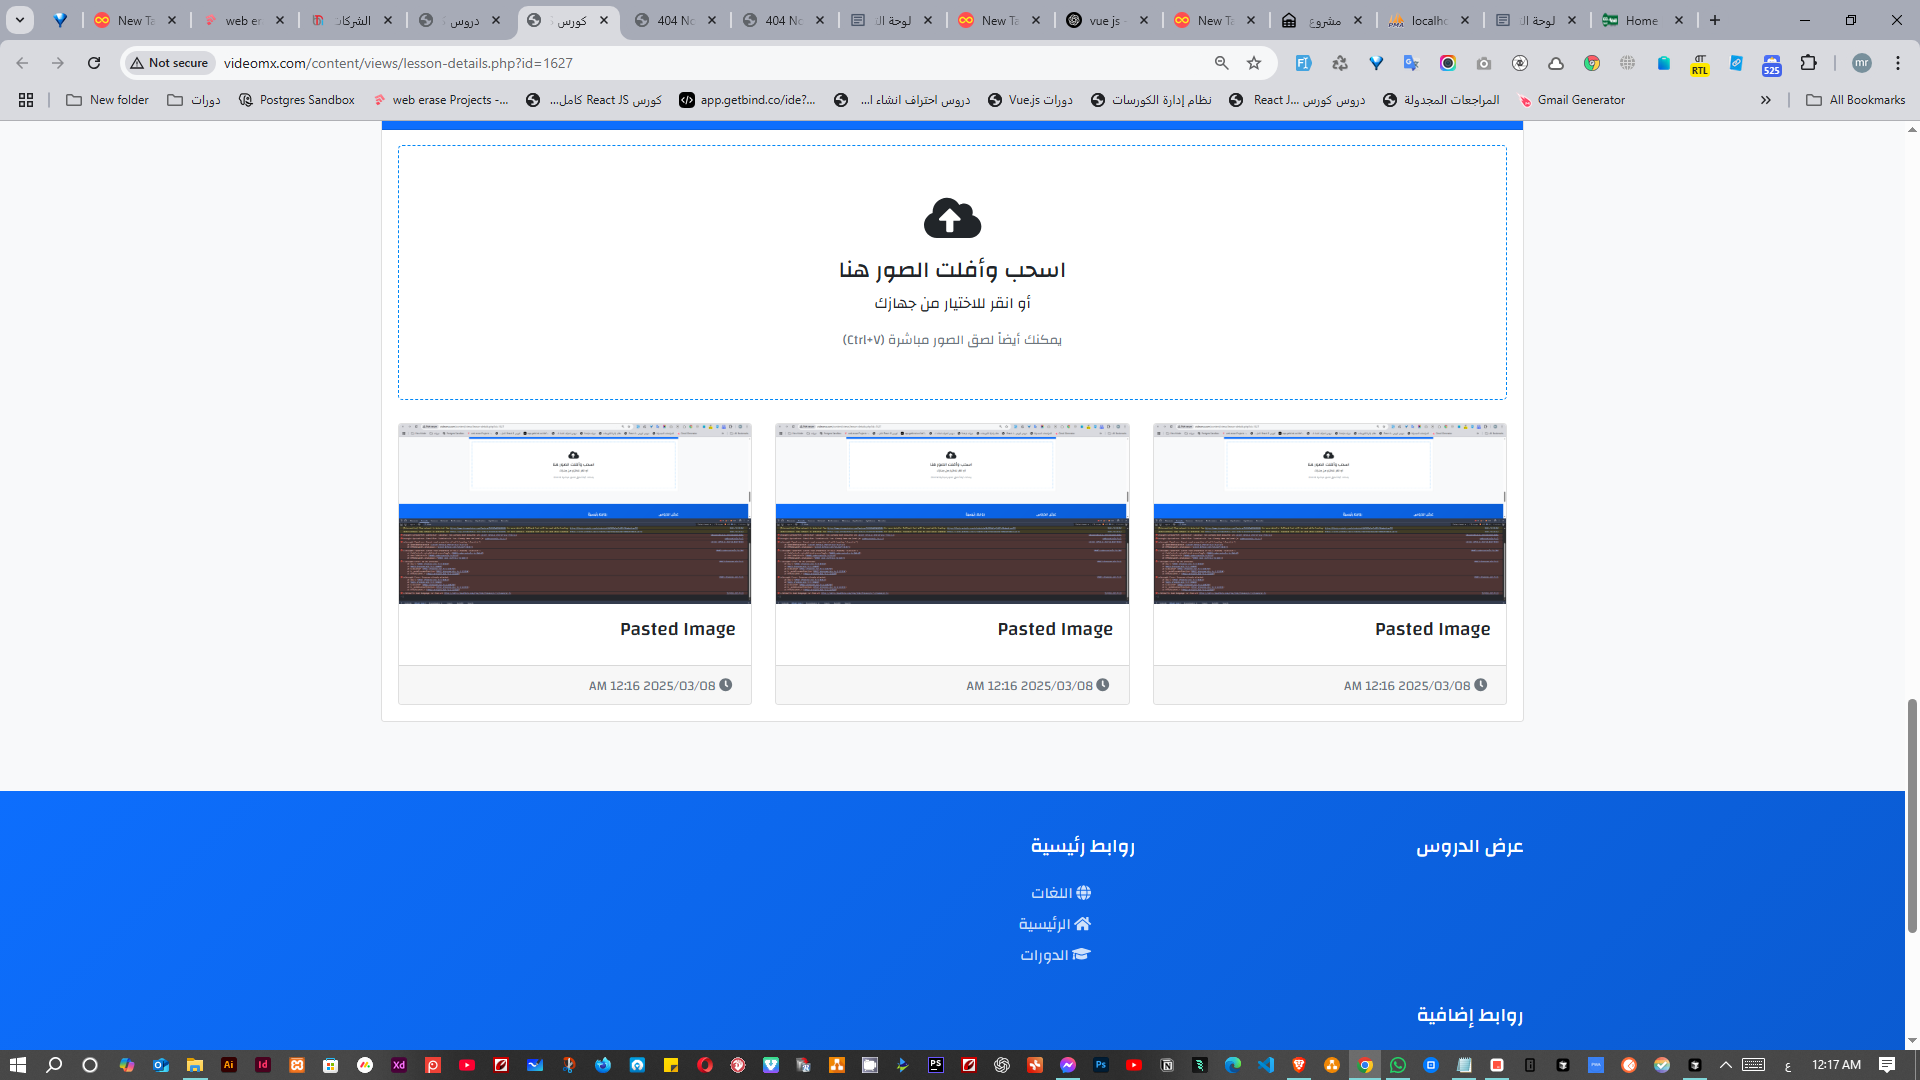 New Ta
web er
الشركات
دروس
كورس
404 No
404 No
لوحة الت
New Ta
vue js -
New Ta
مشروع
localho
لوحة الت
Home
Not secure
videomx.com/content/views/lesson-details.php?id=1627
RTL
525
mr
New folder
دورات
Postgres Sandbox
web erase Projects -...
كورس React JS كامل...
app.getbind.co/ide?...
دروس احتراف انشاء ا...
دورات Vue.js
نظام إدارة الكورسات
دروس كورس React J...
المراجعات المجدولة
Gmail Generator
All Bookmarks
اسحب وأفلت الصور هنا
أو انقر للاختيار من جهازك
يمكنك أيضاً لصق الصور مباشرة (Ctrl+V)
Pasted Image
Pasted Image
Pasted Image
2025/03/08 12:16 AM
2025/03/08 12:16 AM
2025/03/08 12:16 AM
عرض الدروس
روابط رئيسية
اللغات
الرئيسية
الدورات
روابط إضافية
ع
12:17 AM